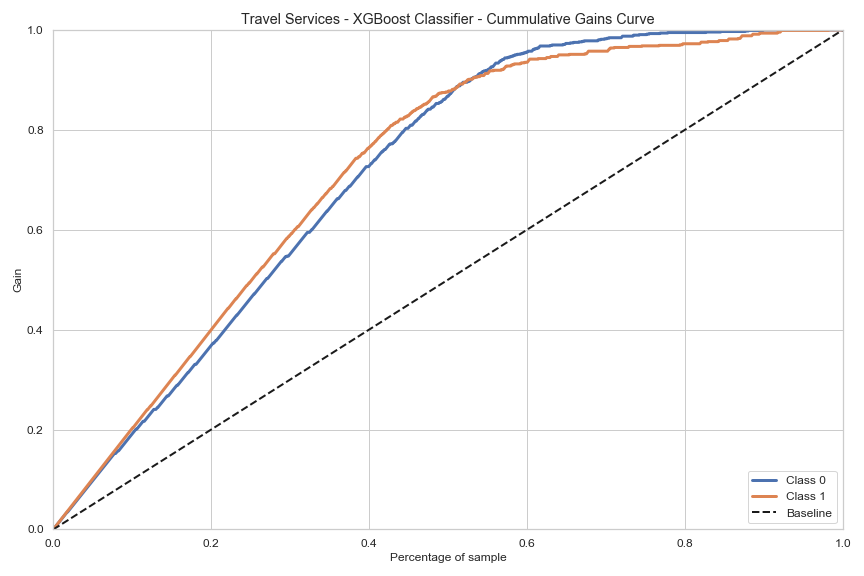 Travel Services - XGBoost Classifier - Cummulative Gains Curve
1.0
0.8
0.6
0.4
0.2
0.0
Gain
0.0 0.2 0.4 0.6 0.8 1.0
Percentage of sample
Class 0
Class 1
Baseline